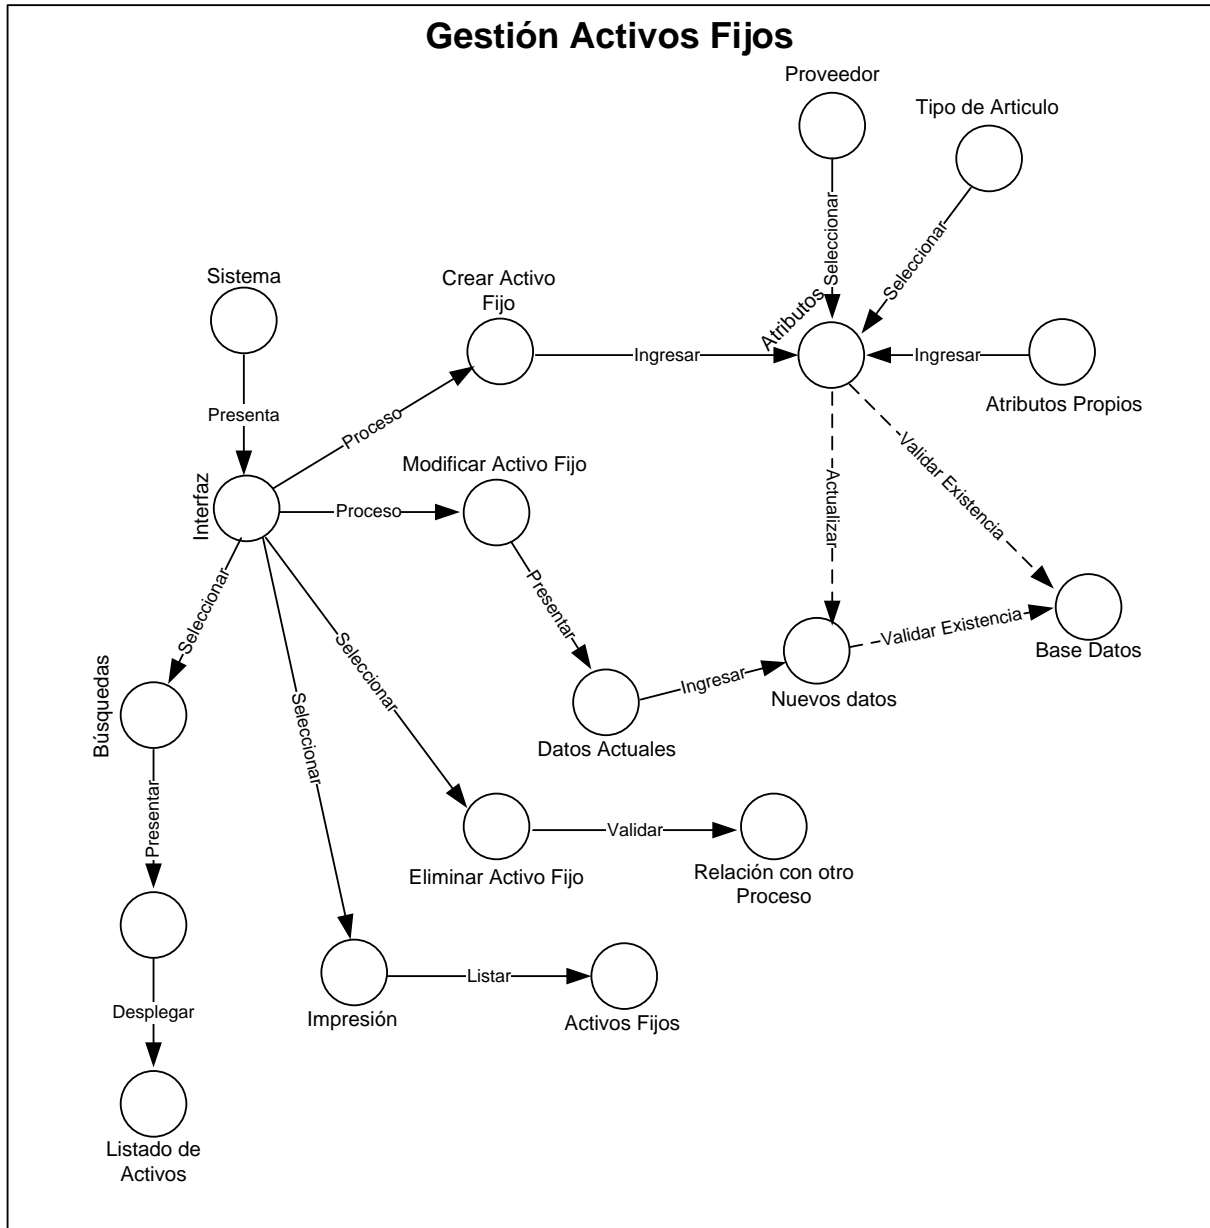 Gestión Activos Fijos
Proveedor
Tipo de Articulo
Seleccionar
Seleccionar
Sistema
Crear Activo
Fijo
Atributos
Ingresar
Ingresar
Atributos Propios
Presenta
Proceso
Interfaz
Modificar Activo Fijo
Proceso
Actualizar
Validar Existencia
Seleccionar
Presentar
Seleccionar
Seleccionar
Validar Existencia
Base Datos
Ingresar
Nuevos datos
Búsquedas
Datos Actuales
Presentar
Eliminar Activo Fijo
Validar
Relación con otro
Proceso
Impresión
Listar
Activos Fijos
Desplegar
Listado de
Activos